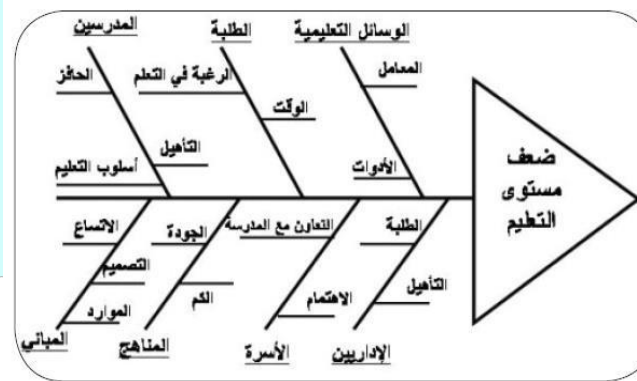 المدرسين
الطلبة
الوسائل التعليمية
الحافز
الرغبة في التعلم
المعامل
الوقت
التأهيل
أسلوب التعليم
الأدوات
ضعف
مستوى
التعليم
الاتساع
الجودة
التعاون مع المدرسة
الطلبة
التصميم
الكم
الاهتمام
التأهيل
الموارد
المباني
المناهج
الأسرة
الإداريين